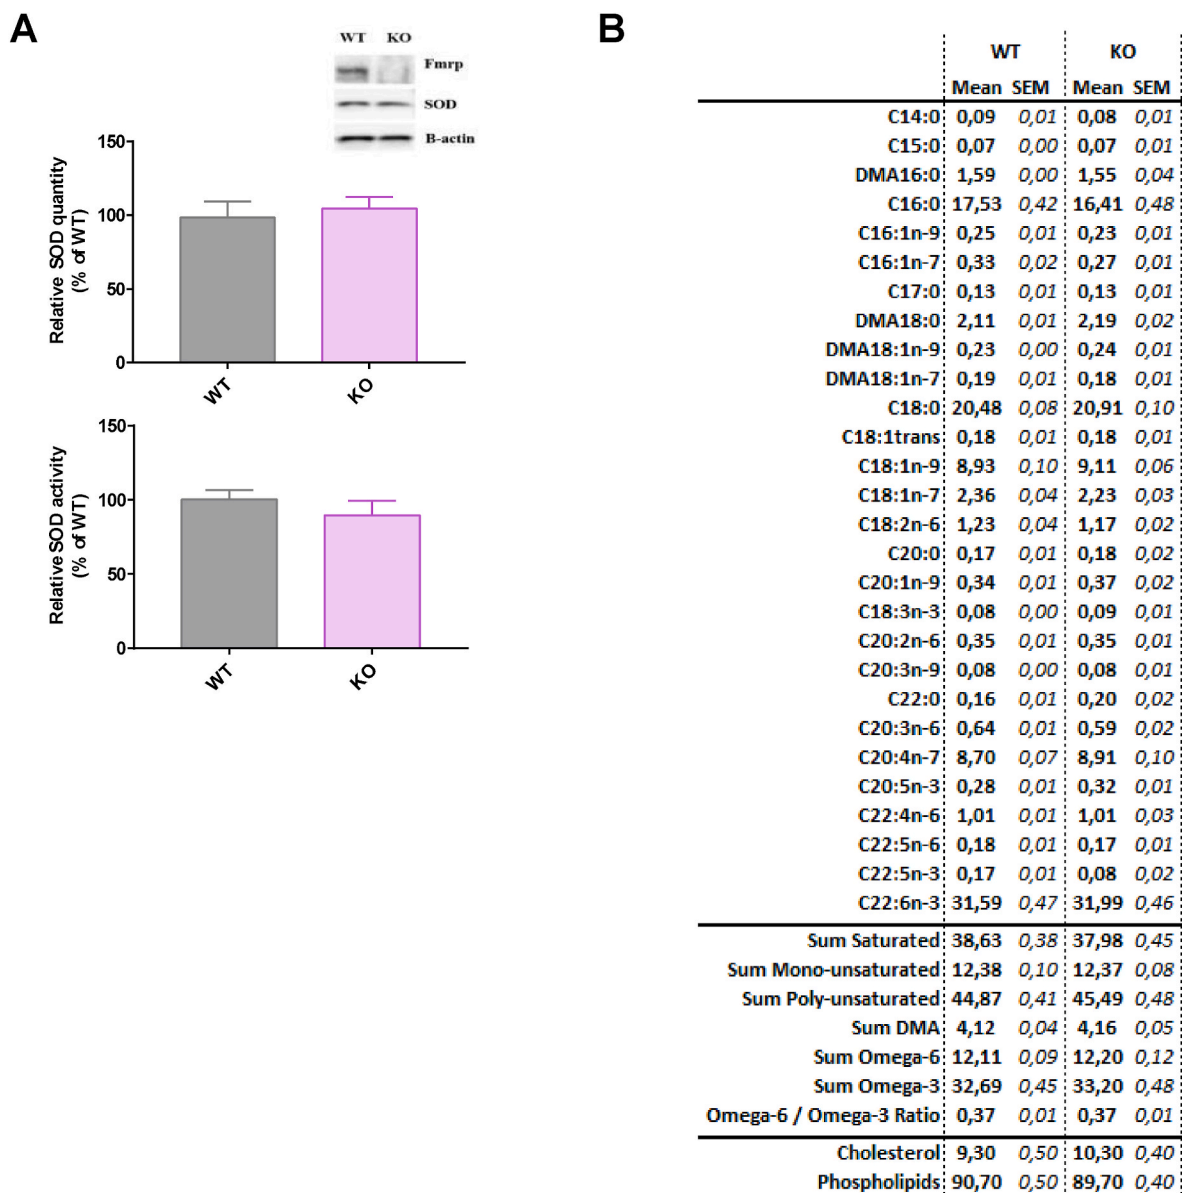 A
WT KO
Fmrp
SOD
B-actin
Relative SOD quantity
(% of WT)
150
100
50
0
WT
KO
Relative SOD activity
(% of WT)
150
100
50
0
WT
KO
B
WT KO
Mean SEM Mean SEM
C14:0 0,09 0,01 0,08 0,01
C15:0 0,07 0,00 0,07 0,01
DMA16:0 1,59 0,00 1,55 0,04
C16:0 17,53 0,42 16,41 0,48
C16:1n-9 0,25 0,01 0,23 0,01
C16:1n-7 0,33 0,02 0,27 0,01
C17:0 0,13 0,01 0,13 0,01
DMA18:0 2,11 0,01 2,19 0,02
DMA18:1n-9 0,23 0,00 0,24 0,01
DMA18:1n-7 0,19 0,01 0,18 0,01
C18:0 20,48 0,08 20,91 0,10
C18:1trans 0,18 0,01 0,18 0,01
C18:1n-9 8,93 0,10 9,11 0,06
C18:1n-7 2,36 0,04 2,23 0,03
C18:2n-6 1,23 0,04 1,17 0,02
C20:0 0,17 0,01 0,18 0,02
C20:1n-9 0,34 0,01 0,37 0,02
C18:3n-3 0,08 0,00 0,09 0,01
C20:2n-6 0,35 0,01 0,35 0,01
C20:3n-9 0,08 0,00 0,08 0,01
C22:0 0,16 0,01 0,20 0,02
C20:3n-6 0,64 0,01 0,59 0,02
C20:4n-7 8,70 0,07 8,91 0,10
C20:5n-3 0,28 0,01 0,32 0,01
C22:4n-6 1,01 0,01 1,01 0,03
C22:5n-6 0,18 0,01 0,17 0,01
C22:5n-3 0,17 0,01 0,08 0,02
C22:6n-3 31,59 0,47 31,99 0,46
Sum Saturated 38,63 0,38 37,98 0,45
Sum Mono-unsaturated 12,38 0,10 12,37 0,08
Sum Poly-unsaturated 44,87 0,41 45,49 0,48
Sum DMA 4,12 0,04 4,16 0,05
Sum Omega-6 12,11 0,09 12,20 0,12
Sum Omega-3 32,69 0,45 33,20 0,48
Omega-6 / Omega-3 Ratio 0,37 0,01 0,37 0,01
Cholesterol 9,30 0,50 10,30 0,40
Phospholipids 90,70 0,50 89,70 0,40